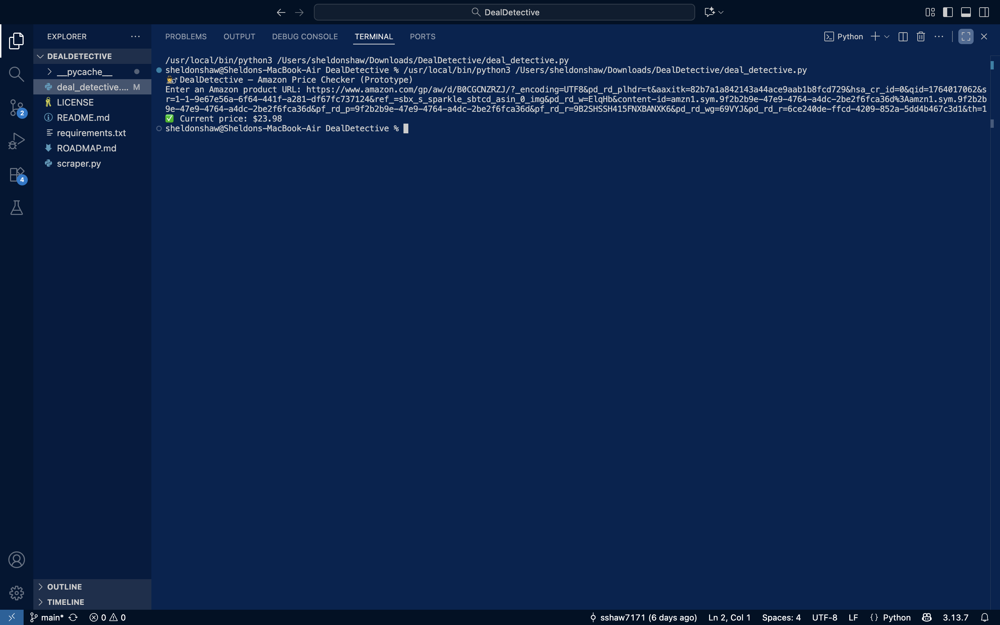 DealDetective
EXPLORER
DEALDETECTIVE
__pycache__
deal_detective.... M
LICENSE
README.md
requirements.txt
ROADMAP.md
scraper.py
2
4
OUTLINE
TIMELINE
PROBLEMS OUTPUT DEBUG CONSOLE TERMINAL PORTS
Python
/usr/local/bin/python3 /Users/sheldonshaw/Downloads/DealDetective/deal_detective.py
sheldonshaw@Sheldons-MacBook-Air DealDetective % /usr/local/bin/python3 /Users/sheldonshaw/Downloads/DealDetective/deal_detective.py
🕵️‍♂️ DealDetective — Amazon Price Checker (Prototype)
Enter an Amazon product URL: https://www.amazon.com/gp/aw/d/B0CGCNZRZJ/?_encoding=UTF8&pd_rd_plhdr=t&aaxitk=82b7a1a842143a44ace9aab1b8fcd729&hsa_cr_id=0&qid=1764017062&s
r=1-1-9e67e56a-6f64-441f-a281-df67fc737124&ref_=sbx_s_sparkle_sbtcd_asin_0_img&pd_rd_w=ElqHb&content-id=amzn1.sym.9f2b2b9e-47e9-4764-a4dc-2be2f6fca36d%3Aamzn1.sym.9f2b2b
9e-47e9-4764-a4dc-2be2f6fca36d&pf_rd_p=9f2b2b9e-47e9-4764-a4dc-2be2f6fca36d&pf_rd_r=9B2SHSSH415FNXBANXK6&pd_rd_wg=69VYJ&pd_rd_r=6ce240de-ffcd-4209-852a-5dd4b467c3d1&th=1
✅ Current price: $23.98
sheldonshaw@Sheldons-MacBook-Air DealDetective %
main* 0 0 sshaw7171 (6 days ago) Ln 2, Col 1 Spaces: 4 UTF-8 LF {} Python 3.13.7